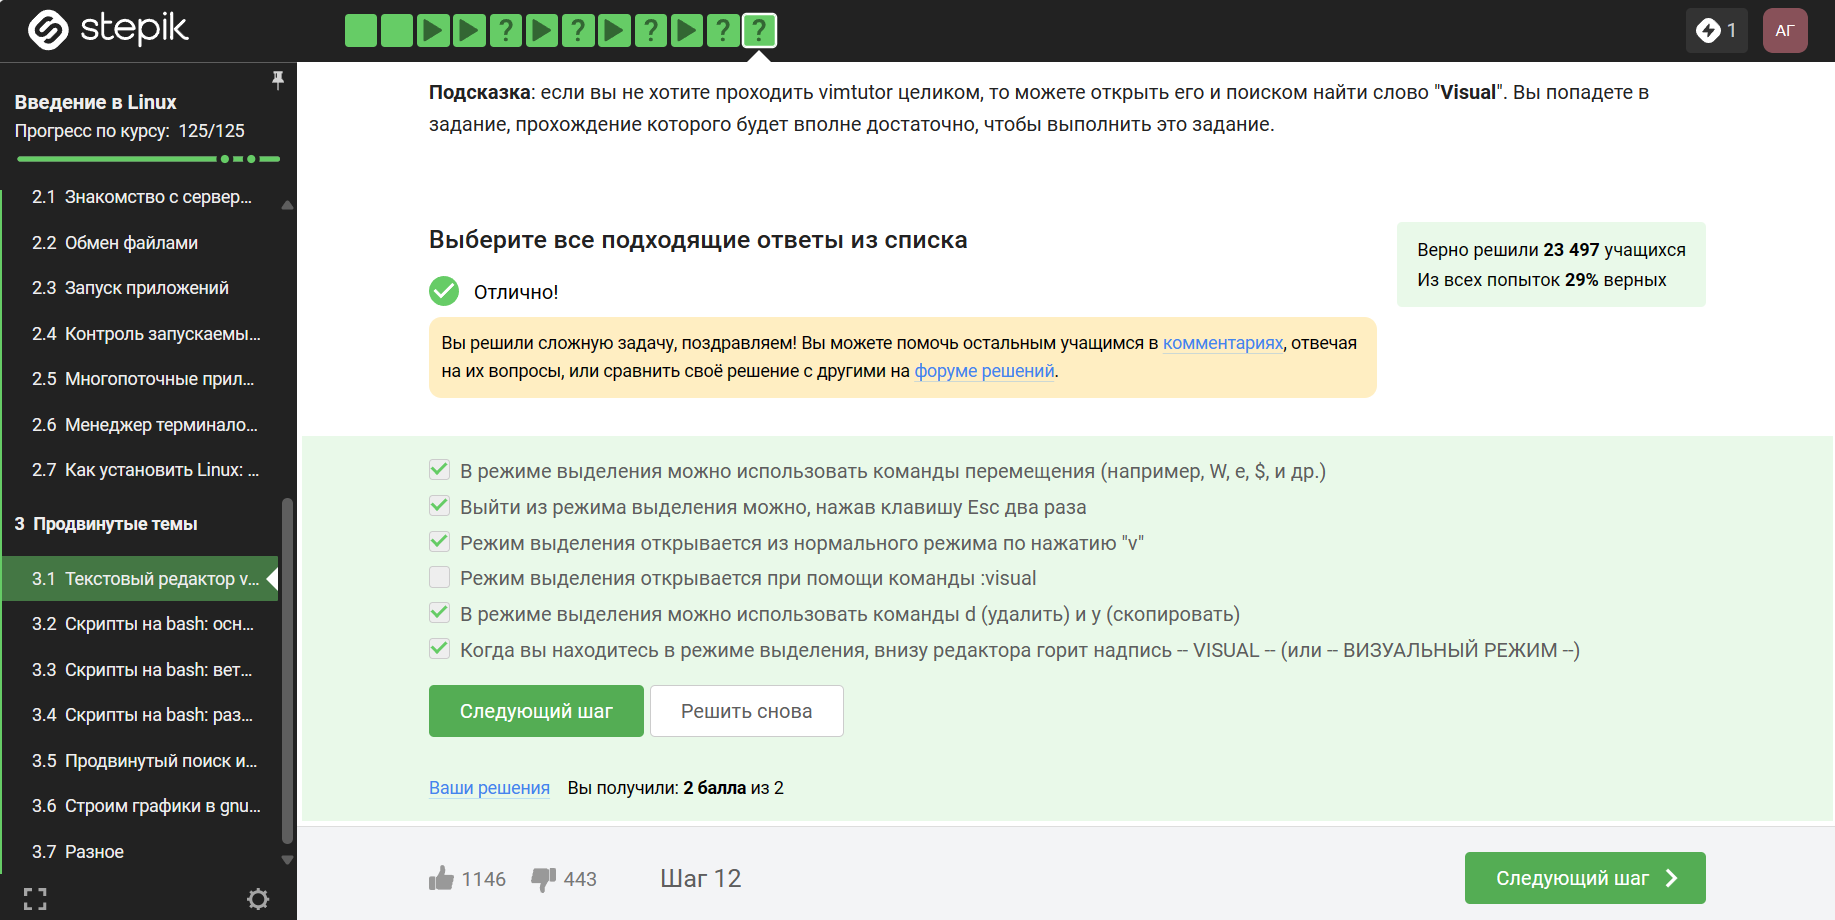 stepik
1
АГ
Введение в Linux
Прогресс по курсу: 125/125
2.1 Знакомство с сервер...
2.2 Обмен файлами
2.3 Запуск приложений
2.4 Контроль запускаемы...
2.5 Многопоточные прил...
2.6 Менеджер терминало...
2.7 Как установить Linux: ...
3 Продвинутые темы
3.1 Текстовый редактор v...
3.2 Скрипты на bash: осн...
3.3 Скрипты на bash: вет...
3.4 Скрипты на bash: раз...
3.5 Продвинутый поиск и...
3.6 Строим графики в gnu...
3.7 Разное
Подсказка: если вы не хотите проходить vimtutor целиком, то можете открыть его и поиском найти слово "Visual". Вы попадете в
задание, прохождение которого будет вполне достаточно, чтобы выполнить это задание.
Выберите все подходящие ответы из списка
Верно решили 23 497 учащихся
Из всех попыток 29% верных
Отлично!
Вы решили сложную задачу, поздравляем! Вы можете помочь остальным учащимся в комментариях, отвечая
на их вопросы, или сравнить своё решение с другими на форуме решений.
В режиме выделения можно использовать команды перемещения (например, W, e, $, и др.)
Выйти из режима выделения можно, нажав клавишу Esc два раза
Режим выделения открывается из нормального режима по нажатию "v"
Режим выделения открывается при помощи команды :visual
В режиме выделения можно использовать команды d (удалить) и y (скопировать)
Когда вы находитесь в режиме выделения, внизу редактора горит надпись -- VISUAL -- (или -- ВИЗУАЛЬНЫЙ РЕЖИМ --)
Следующий шаг
Решить снова
Ваши решения Вы получили: 2 балла из 2
1146 443 Шаг 12
Следующий шаг